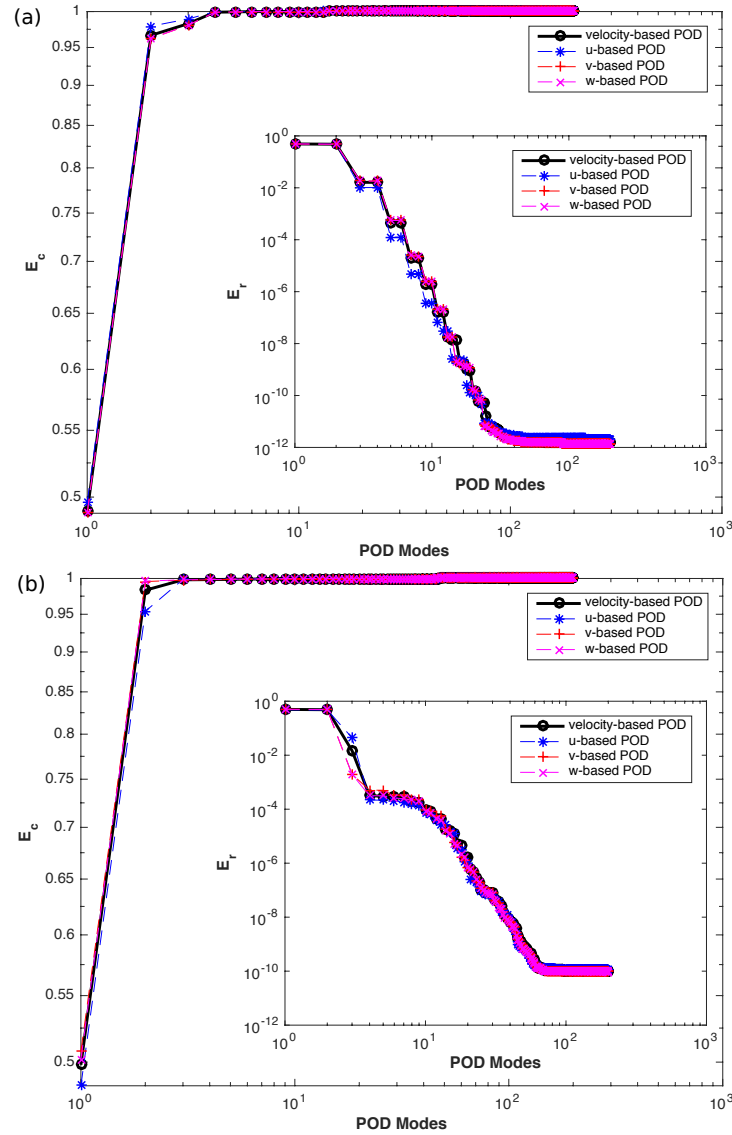 (a)
1
0.95
0.9
0.85
0.8
0.75
0.7
0.65
0.6
0.55
0.5
E_c
10^0
10^1
10^2
10^3
POD Modes
velocity-based POD
u-based POD
v-based POD
w-based POD
10^0
10^-2
10^-4
10^-6
10^-8
10^-10
10^-12
E_r
10^0
10^1
10^2
10^3
POD Modes
velocity-based POD
u-based POD
v-based POD
w-based POD
(b)
1
0.95
0.9
0.85
0.8
0.75
0.7
0.65
0.6
0.55
0.5
E_c
10^0
10^1
10^2
10^3
POD Modes
velocity-based POD
u-based POD
v-based POD
w-based POD
10^0
10^-2
10^-4
10^-6
10^-8
10^-10
10^-12
E_r
10^0
10^1
10^2
10^3
POD Modes
velocity-based POD
u-based POD
v-based POD
w-based POD